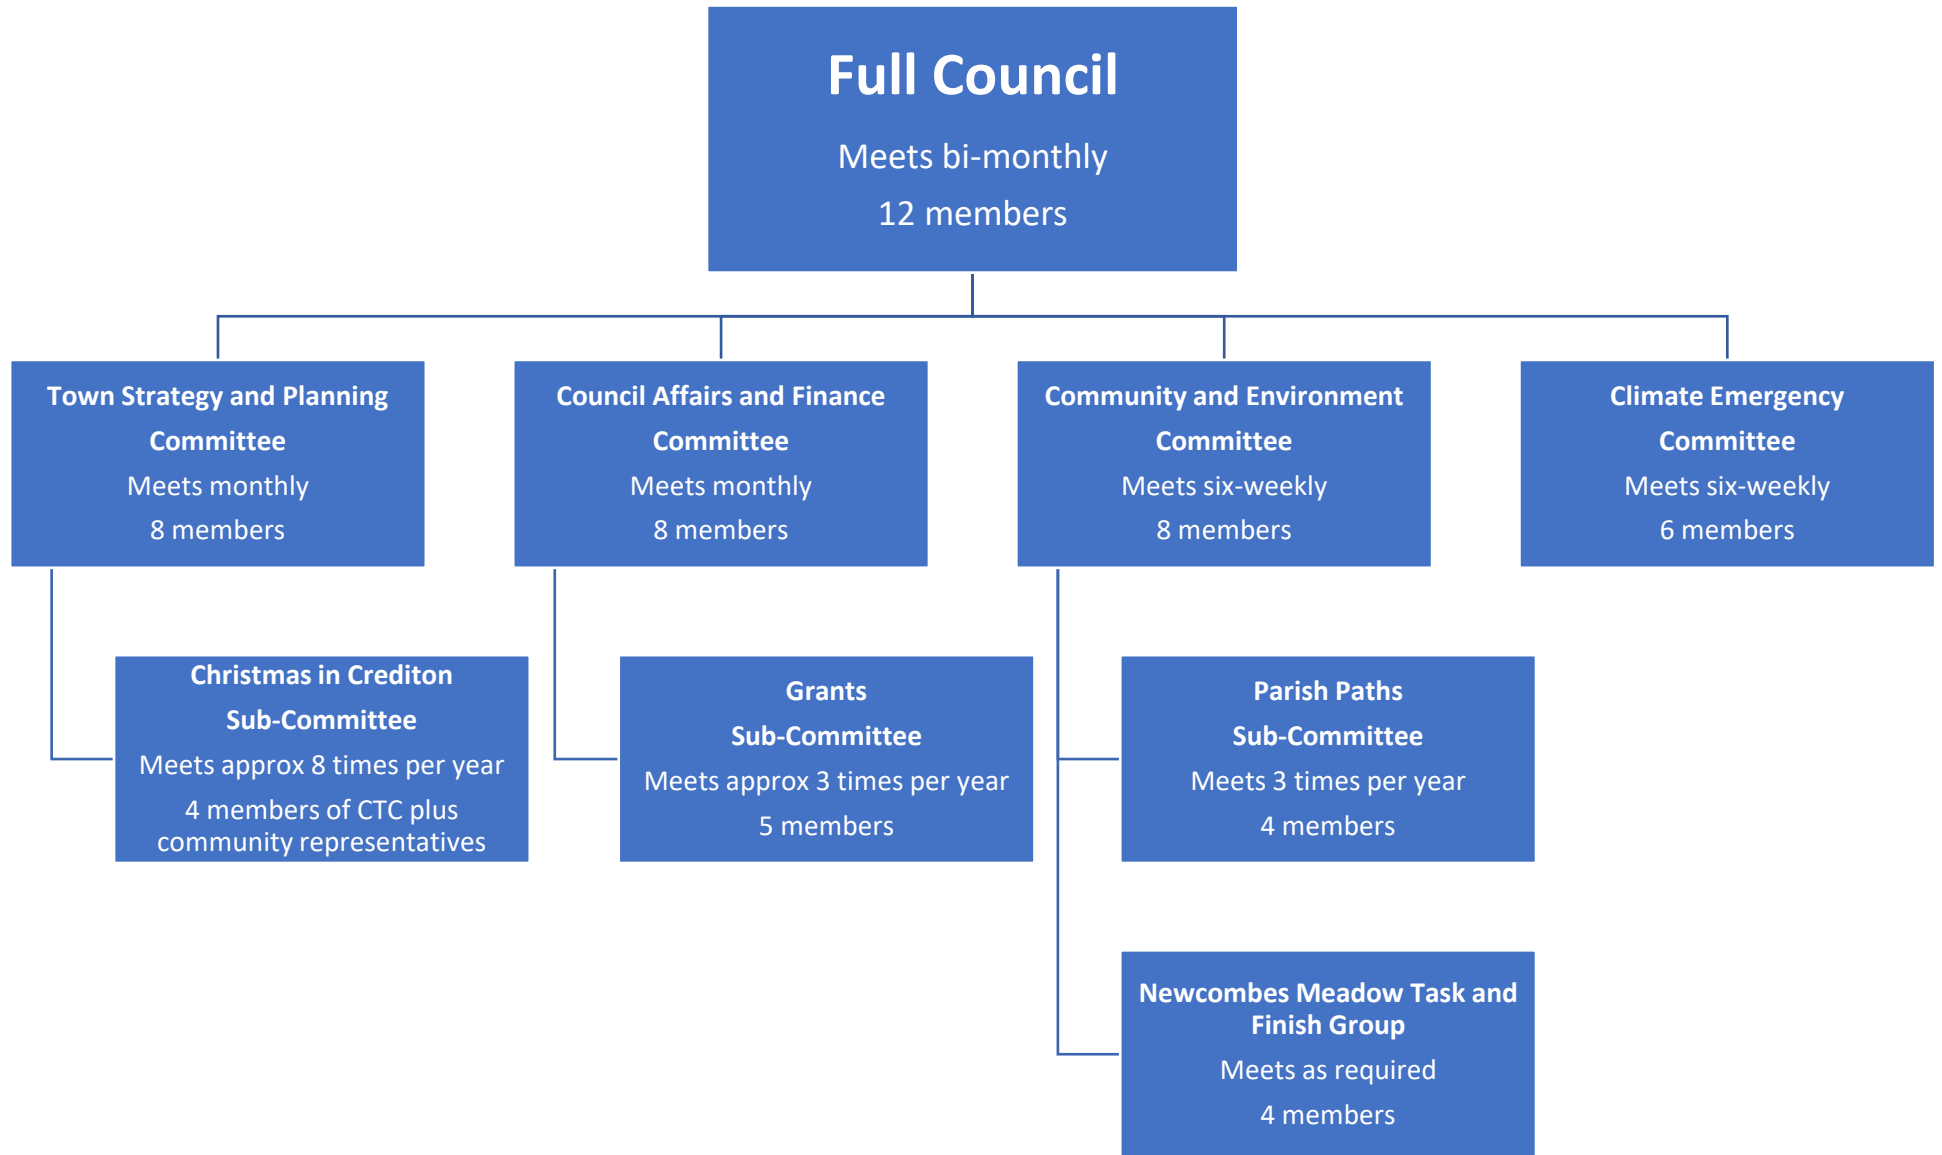 Full Council
Meets bi-monthly
12 members
Town Strategy and Planning
Committee
Meets monthly
8 members
Council Affairs and Finance
Committee
Meets monthly
8 members
Community and Environment
Committee
Meets six-weekly
8 members
Climate Emergency
Committee
Meets six-weekly
6 members
Christmas in Crediton
Sub-Committee
Meets approx 8 times per year
4 members of CTC plus
community representatives
Grants
Sub-Committee
Meets approx 3 times per year
5 members
Parish Paths
Sub-Committee
Meets 3 times per year
4 members
Newcombes Meadow Task and
Finish Group
Meets as required
4 members